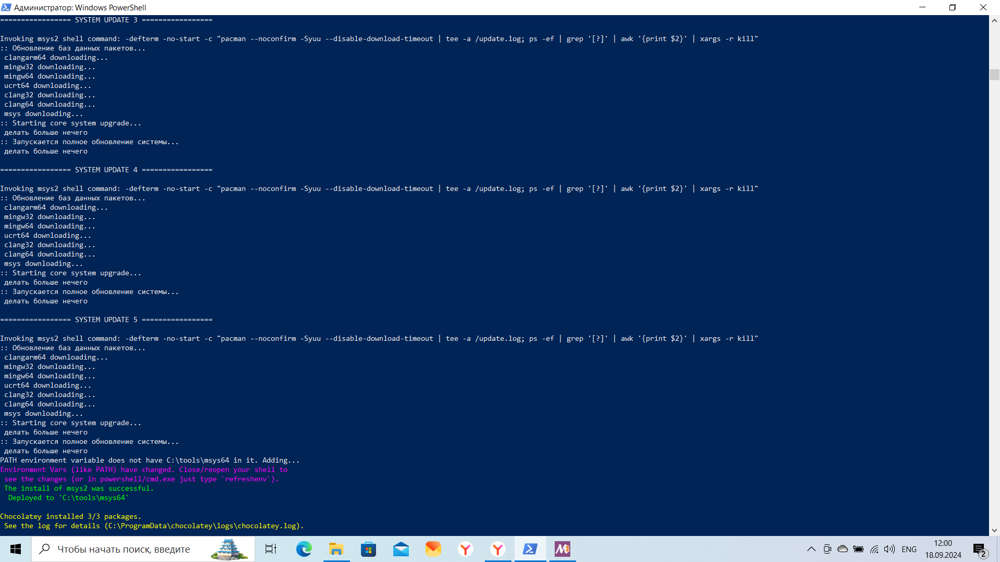 Администратор: Windows PowerShell
================= SYSTEM UPDATE 3 =================
Invoking msys2 shell command: -defterm -no-start -c "pacman --noconfirm -Syuu --disable-download-timeout | tee -a /update.log; ps -ef | grep '[?]' | awk '{print $2}' | xargs -r kill"
:: Обновление баз данных пакетов...
clangarm64 downloading...
mingw32 downloading...
mingw64 downloading...
ucrt64 downloading...
clang32 downloading...
clang64 downloading...
msys downloading...
:: Starting core system upgrade...
делать больше нечего
:: Запускается полное обновление системы...
делать больше нечего
================= SYSTEM UPDATE 4 =================
Invoking msys2 shell command: -defterm -no-start -c "pacman --noconfirm -Syuu --disable-download-timeout | tee -a /update.log; ps -ef | grep '[?]' | awk '{print $2}' | xargs -r kill"
:: Обновление баз данных пакетов...
clangarm64 downloading...
mingw32 downloading...
mingw64 downloading...
ucrt64 downloading...
clang32 downloading...
clang64 downloading...
msys downloading...
:: Starting core system upgrade...
делать больше нечего
:: Запускается полное обновление системы...
делать больше нечего
================= SYSTEM UPDATE 5 =================
Invoking msys2 shell command: -defterm -no-start -c "pacman --noconfirm -Syuu --disable-download-timeout | tee -a /update.log; ps -ef | grep '[?]' | awk '{print $2}' | xargs -r kill"
:: Обновление баз данных пакетов...
clangarm64 downloading...
mingw32 downloading...
mingw64 downloading...
ucrt64 downloading...
clang32 downloading...
clang64 downloading...
msys downloading...
:: Starting core system upgrade...
делать больше нечего
:: Запускается полное обновление системы...
делать больше нечего
PATH environment variable does not have C:\tools\msys64 in it. Adding...
Environment Vars (like PATH) have changed. Close/reopen your shell to
see the changes (or in powershell/cmd.exe just type `refreshenv`).
The install of msys2 was successful.
Deployed to 'C:\tools\msys64'
Chocolatey installed 3/3 packages.
See the log for details (C:\ProgramData\chocolatey\logs\chocolatey.log).
Чтобы начать поиск, введите
ENG
12:00
18.09.2024
2